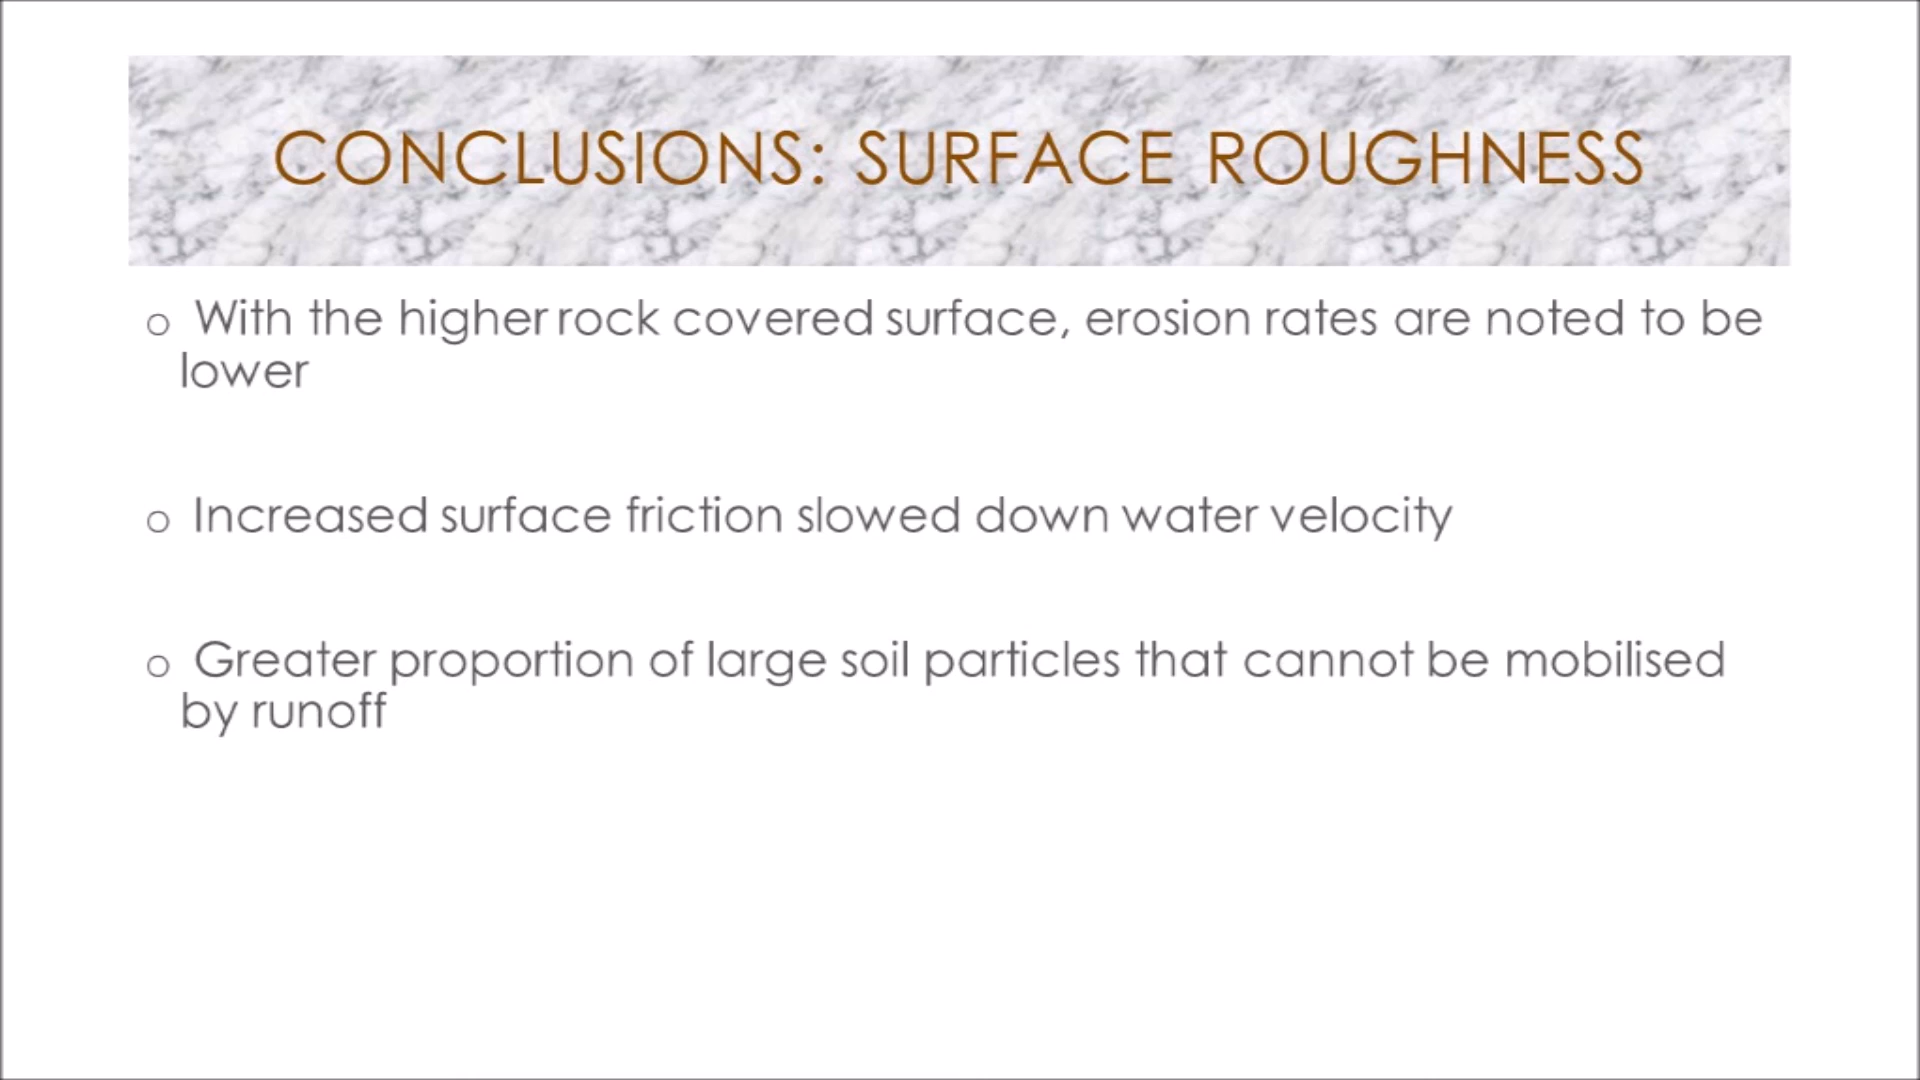 CONCLUSIONS: SURFACE ROUGHNESS
o With the higher rock covered surface, erosion rates are noted to be
lower
o Increased surface friction slowed down water velocity
o Greater proportion of large soil particles that cannot be mobilised
by runoff